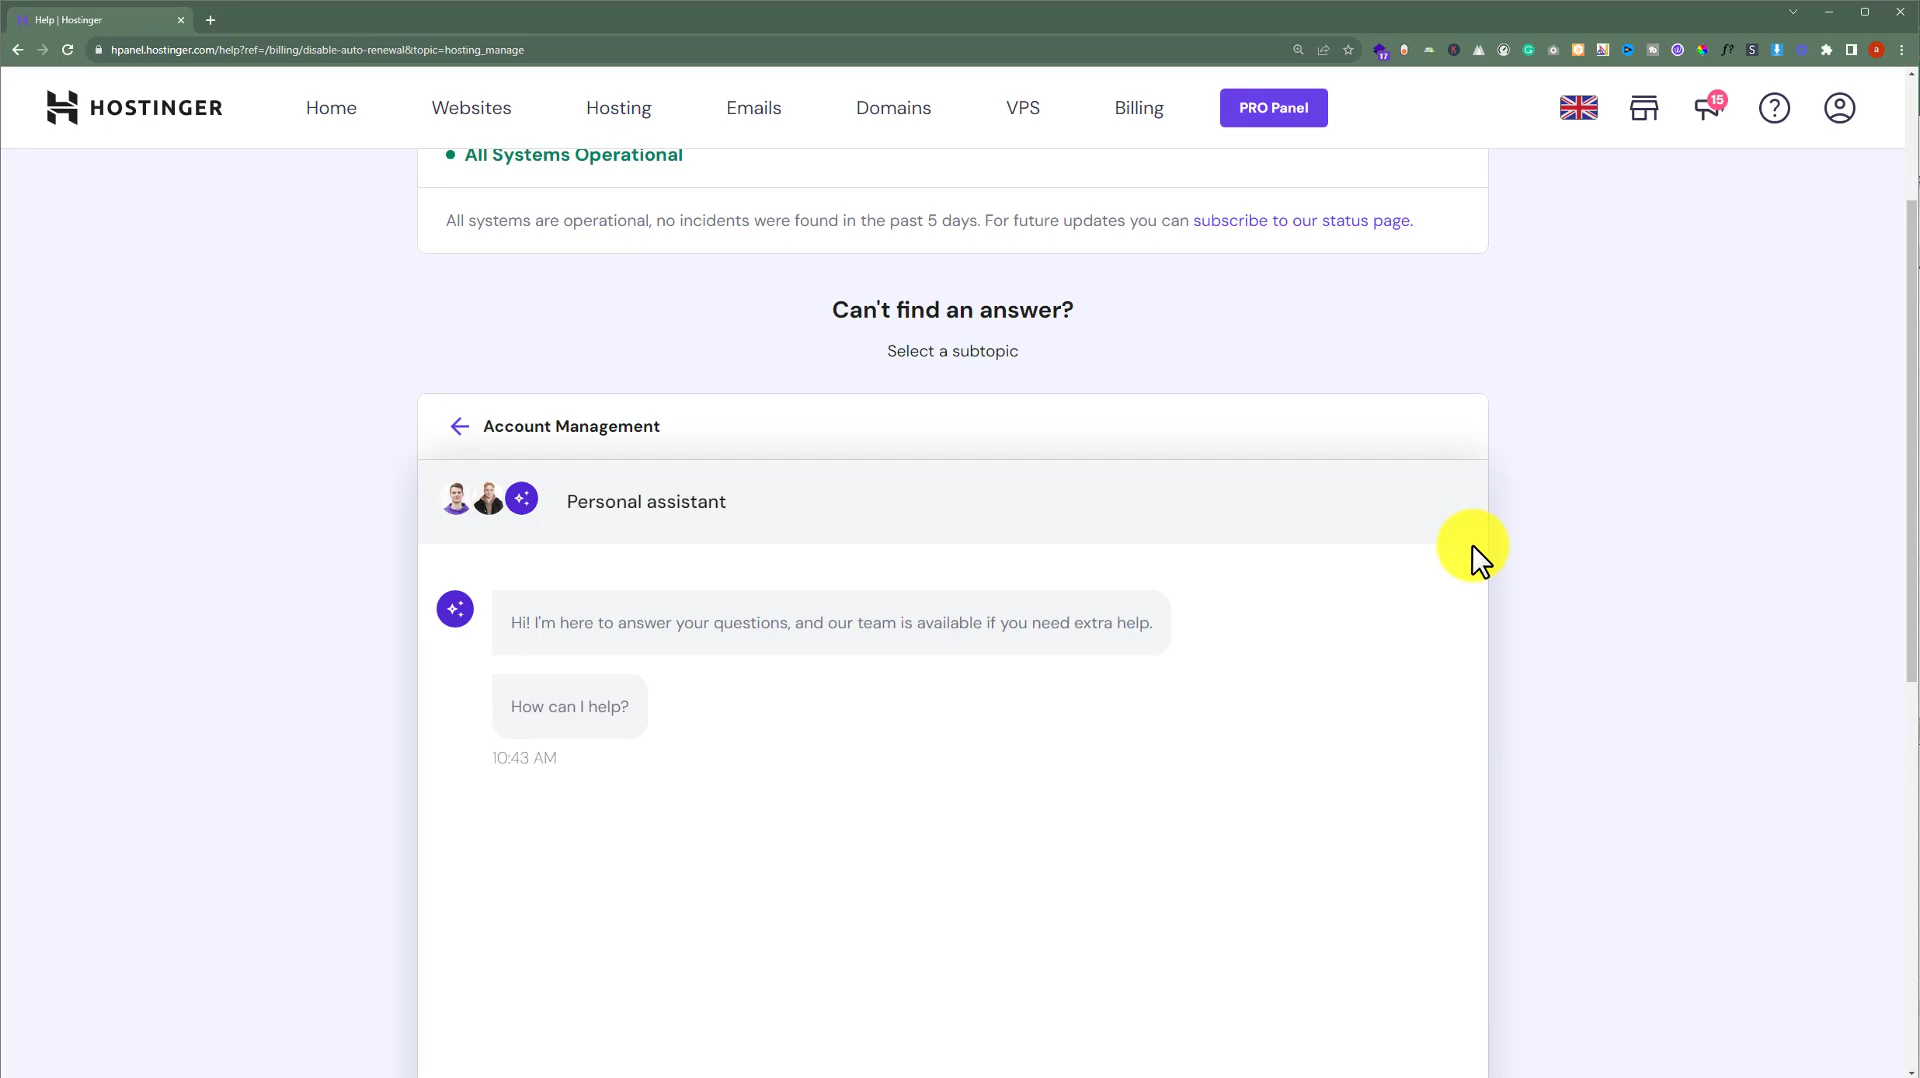 Help | Hostinger
hpanel.hostinger.com/help?ref=/billing/disable-auto-renewal&topic=hosting_manage
17
a
HOSTINGER
Home
Websites
Hosting
Emails
Domains
VPS
Billing
PRO Panel
15
All Systems Operational
All systems are operational, no incidents were found in the past 5 days. For future updates you can subscribe to our status page.
Can't find an answer?
Select a subtopic
Account Management
Personal assistant
Hi! I'm here to answer your questions, and our team is available if you need extra help.
How can I help?
10:43 AM